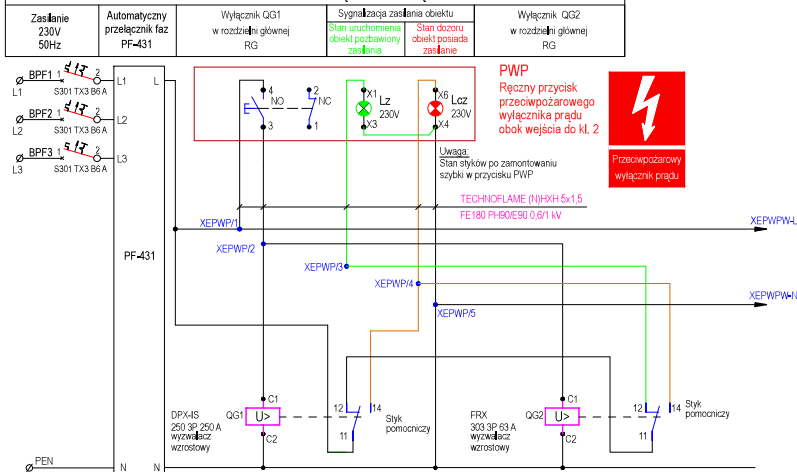 Zasilanie
230V
50Hz
Automatyczny
przełącznik faz
PF-431
Wyłącznik QG1
w rozdzielni głównej
RG
Sygnalizacja zasilania obiektu
Stan uruchomienia
obiekt pozbawiony
zasilania
Stan dozoru
obiekt posiada
zasilanie
Wyłącznik QG2
w rozdzielni głównej
RG
BPF1 1 2
L1
S301 TX3 B6 A
L1 L
BPF2 1 2
L2
S301 TX3 B6 A
L2
BPF3 1 2
L3
S301 TX3 B6 A
L3
4
NO
3
2
NC
1
X1
Lz
230V
X3
X6
Lcz
230V
X4
PWP
Ręczny przycisk
przeciwpożarowego
wyłącznika prądu
obok wejścia do kl. 2
Przeciwpożarowy
wyłącznik prądu
Uwaga:
Stan styków po zamontowaniu
szybki w przycisku PWP
TECHNOFLAME (N)HXH 5x1,5
FE180 PH90/E90 0,6/1 kV
XEPWP/1
XEPWPW-L
XEPWP/2
PF-431
XEPWP/3
XEPWP/4
XEPWPW-N
XEPWP/5
DPX-IS
250 3P, 250 A
wyzwalacz
wzrostowy
QG1
C1
U>
C2
12 14
11
Styk
pomocniczy
FRX
303 3P, 63 A
wyzwalacz
wzrostowy
QG2
C1
U>
C2
12 14
11
Styk
pomocniczy
PEN
N N